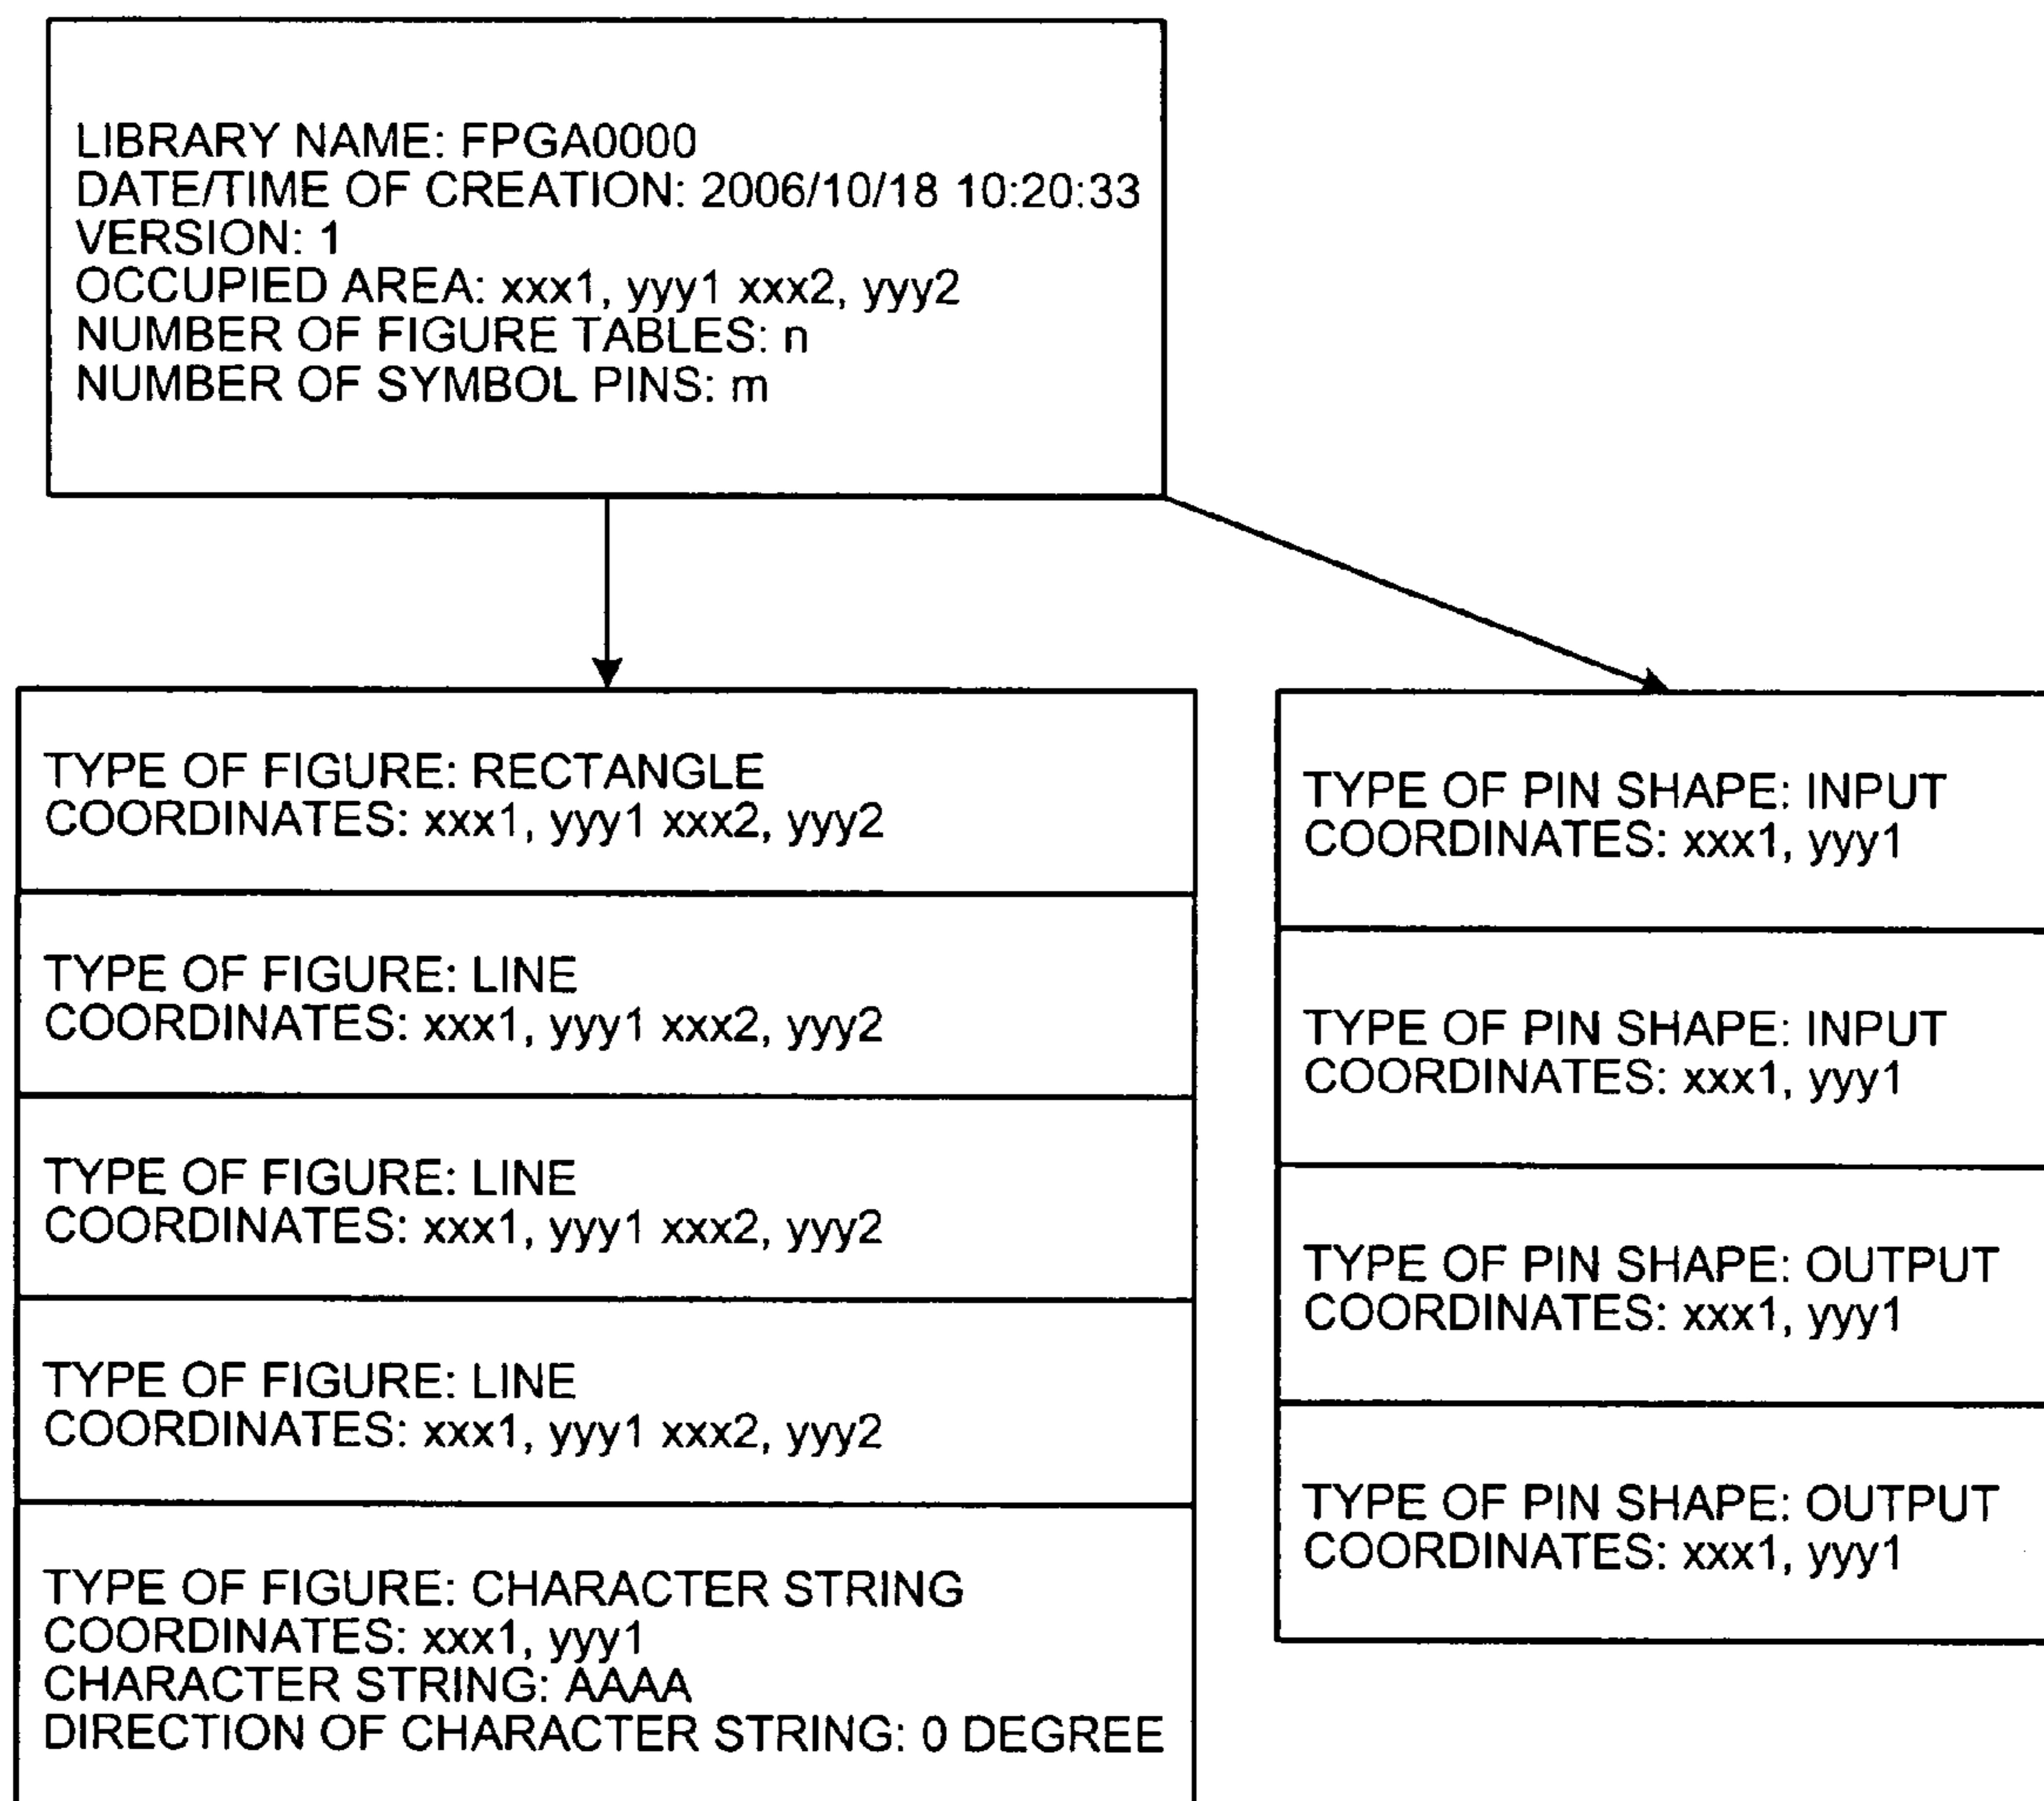 LIBRARY NAME: FPGA0000
DATE/TIME OF CREATION: 2006/10/18 10:20:33
VERSION: 1
OCCUPIED AREA: xxx1, yyy1 xxx2, yyy2
NUMBER OF FIGURE TABLES: n
NUMBER OF SYMBOL PINS: m
TYPE OF FIGURE: RECTANGLE
COORDINATES: xxx1, yyy1 xxx2, yyy2
TYPE OF FIGURE: LINE
COORDINATES: xxx1, yyy1 xxx2, yyy2
TYPE OF FIGURE: LINE
COORDINATES: xxx1, yyy1 xxx2, yyy2
TYPE OF FIGURE: LINE
COORDINATES: xxx1, yyy1 xxx2, yyy2
TYPE OF FIGURE: CHARACTER STRING
COORDINATES: xxx1, yyy1
CHARACTER STRING: AAAA
DIRECTION OF CHARACTER STRING: 0 DEGREE
TYPE OF PIN SHAPE: INPUT
COORDINATES: xxx1, yyy1
TYPE OF PIN SHAPE: INPUT
COORDINATES: xxx1, yyy1
TYPE OF PIN SHAPE: OUTPUT
COORDINATES: xxx1, yyy1
TYPE OF PIN SHAPE: OUTPUT
COORDINATES: xxx1, yyy1